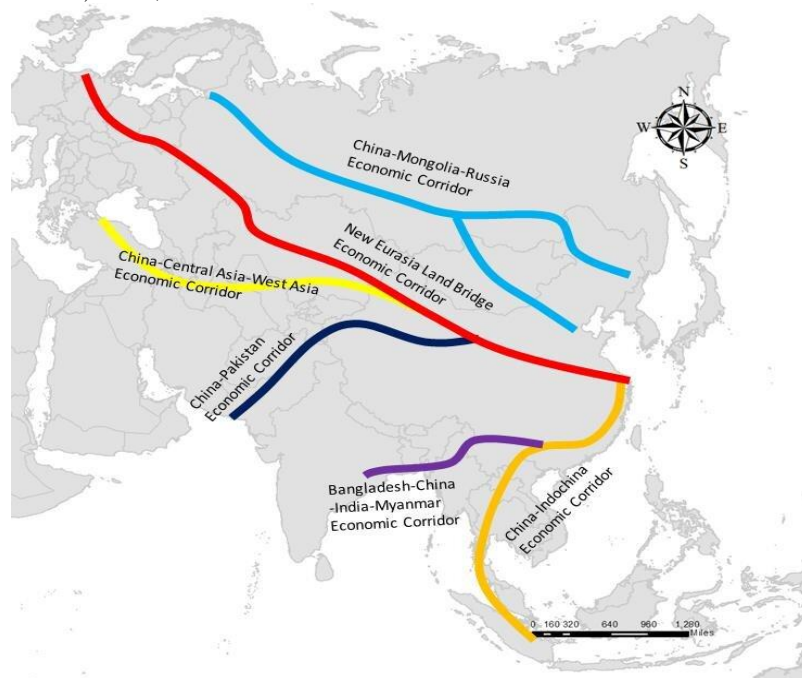 N
W
E
S
China-Mongolia-Russia
Economic Corridor
New Eurasia Land Bridge
Economic Corridor
China-Central Asia-West Asia
Economic Corridor
China-Pakistan
Economic Corridor
Bangladesh-China
-India-Myanmar
Economic Corridor
China-Indochina
Economic Corridor
0 160 320 640 960 1,280
Miles